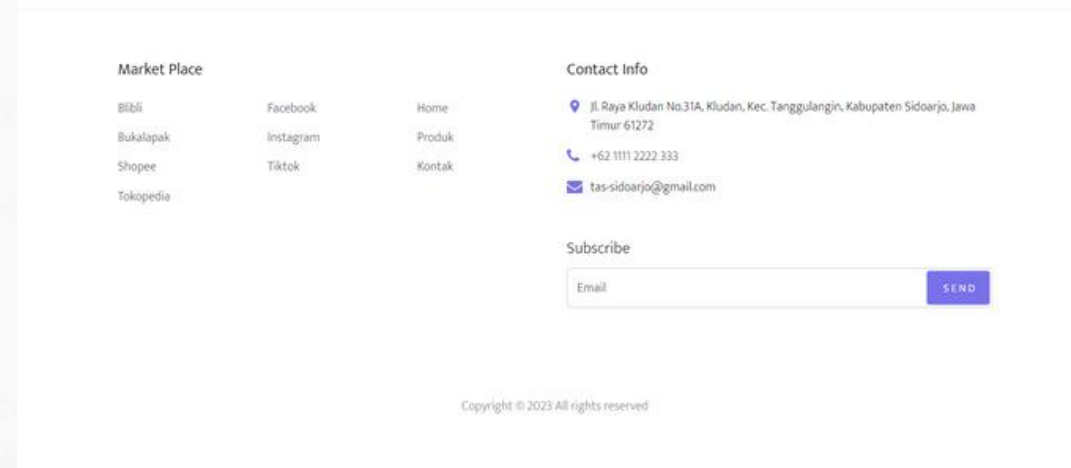 Market Place
Blibli
Bukalapak
Shopee
Tokopedia
Facebook
Instagram
Tiktok
Home
Produk
Kontak
Contact Info
Jl. Raya Kludan No.31A, Kludan, Kec. Tanggulangin, Kabupaten Sidoarjo, Jawa
Timur 61272
+62 1111 2222 333
tas-sidoarjo@gmail.com
Subscribe
Email
SEND
Copyright © 2023 All rights reserved